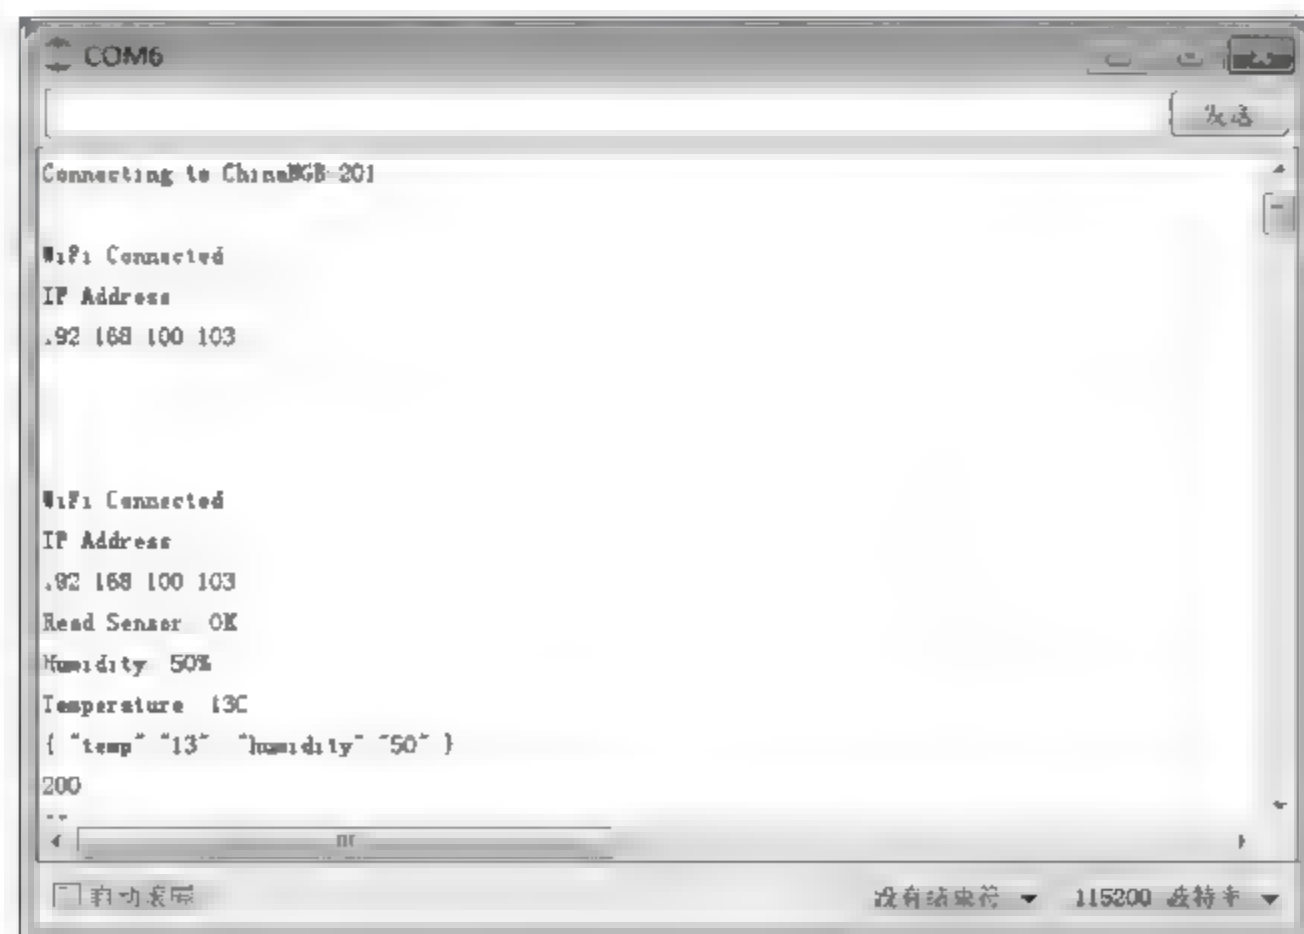 COM6
发送
Connecting to ChinaNGB-201
WiFi Connected
IP Address
.92 168 100 103
WiFi Connected
IP Address
.92 168 100 103
Read Sensor OK
Humidity 50%
Temperature 13C
{ "temp" "13" "humidity" "50" }
200
自动滚屏
没有结束符
115200 波特率